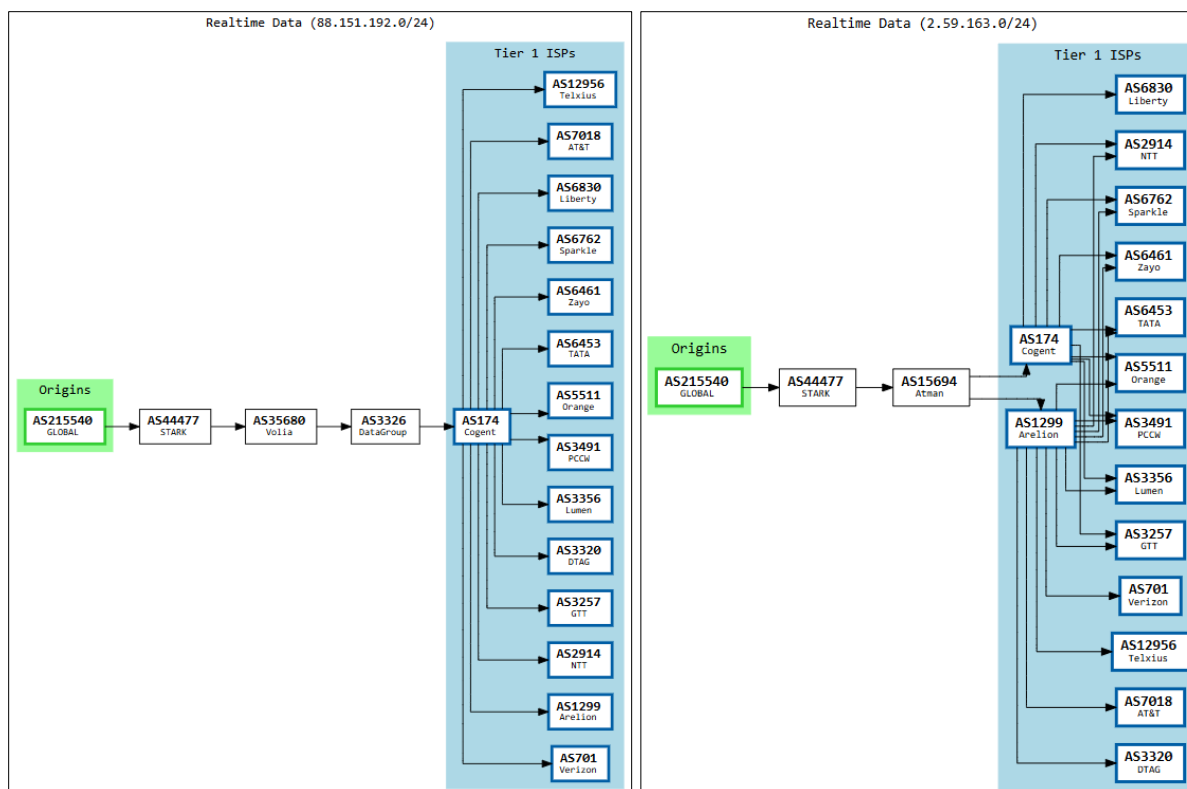 Realtime Data (88.151.192.0/24)
Tier 1 ISPs
AS12956
Telxius
AS7018
AT&T
AS6830
Liberty
AS6762
Sparkle
AS6461
Zayo
AS6453
TATA
Origins
AS215540
GLOBAL
AS44477
STARK
AS35680
Volia
AS3326
DataGroup
AS174
Cogent
AS5511
Orange
AS3491
PCCW
AS3356
Lumen
AS3320
DTAG
AS3257
GTT
AS2914
NTT
AS1299
Arelion
AS701
Verizon
Realtime Data (2.59.163.0/24)
Tier 1 ISPs
AS6830
Liberty
AS2914
NTT
AS6762
Sparkle
AS6461
Zayo
AS6453
TATA
Origins
AS215540
GLOBAL
AS44477
STARK
AS15694
Atman
AS174
Cogent
AS1299
Arelion
AS5511
Orange
AS3491
PCCW
AS3356
Lumen
AS3257
GTT
AS701
Verizon
AS12956
Telxius
AS7018
AT&T
AS3320
DTAG